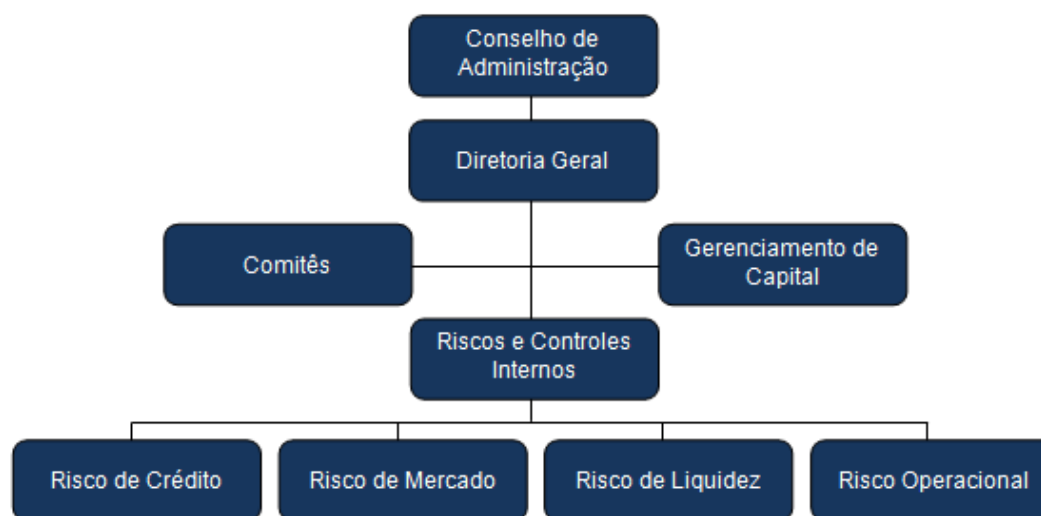 Conselho de
Administração
Diretoria Geral
Comitês
Gerenciamento de
Capital
Riscos e Controles
Internos
Risco de Crédito
Risco de Mercado
Risco de Liquidez
Risco Operacional